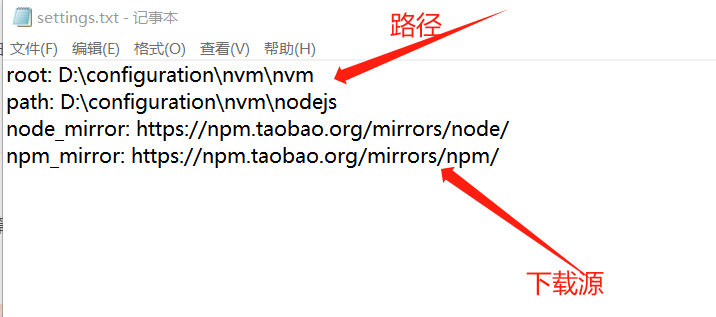 settings.txt - 记事本
路径
文件(F) 编辑(E) 格式(O) 查看(V) 帮助(H)
root: D:\configuration\nvm\nvm
path: D:\configuration\nvm\nodejs
node_mirror: https://npm.taobao.org/mirrors/node/
npm_mirror: https://npm.taobao.org/mirrors/npm/
下载源